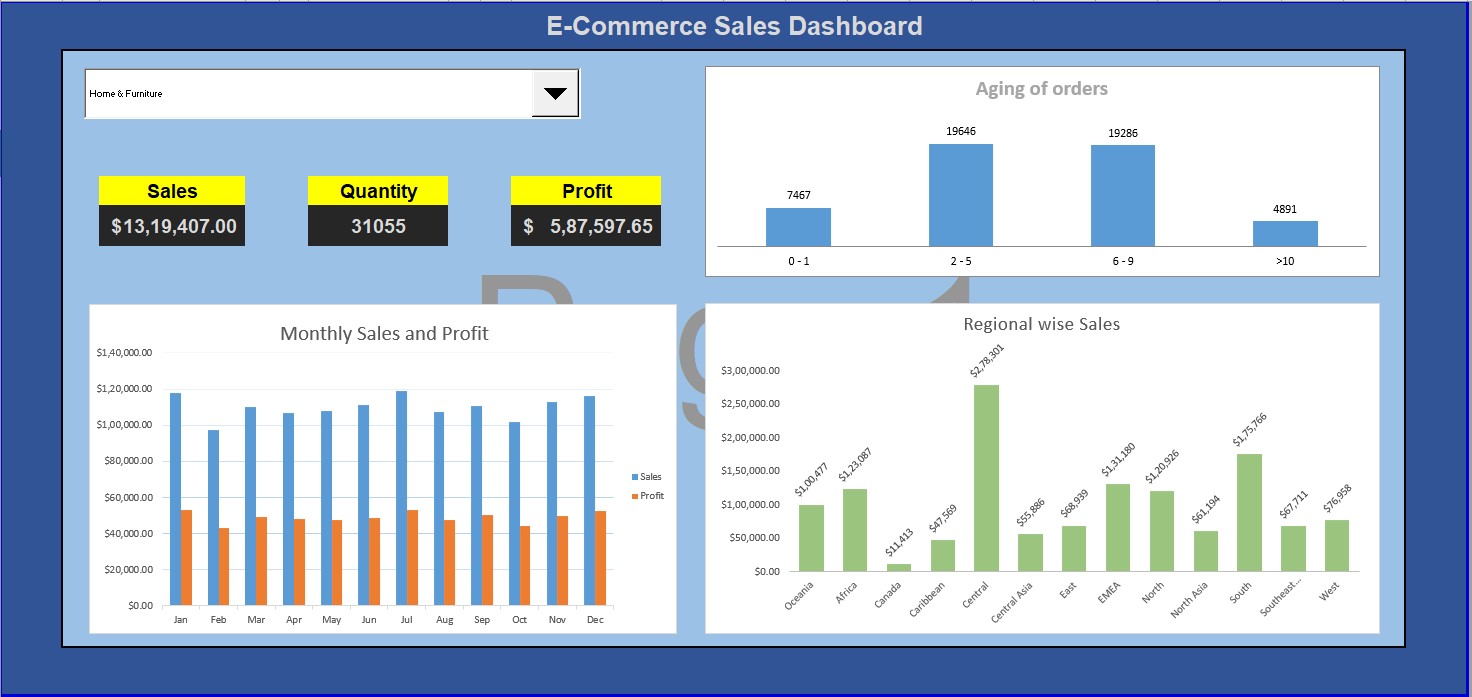 E-Commerce Sales Dashboard
Home & Furniture
Sales
$13,19,407.00
Quantity
31055
Profit
$ 5,87,597.65
Aging of orders
7467
19646
19286
4891
0 - 1
2 - 5
6 - 9
>10
Monthly Sales and Profit
$1,40,000.00
$1,20,000.00
$1,00,000.00
$80,000.00
$60,000.00
$40,000.00
$20,000.00
$0.00
Jan Feb Mar Apr May Jun Jul Aug Sep Oct Nov Dec
Sales
Profit
Regional wise Sales
$3,00,000.00
$2,50,000.00
$2,00,000.00
$1,50,000.00
$1,00,000.00
$50,000.00
$0.00
$1,00,477
$1,23,087
$11,413
$47,569
$2,78,301
$55,886
$68,939
$1,31,180
$1,20,926
$61,194
$1,75,766
$67,711
$76,958
Oceania
Africa
Canada
Caribbean
Central
Central Asia
East
EMEA
North
North Asia
South
Southeast...
West